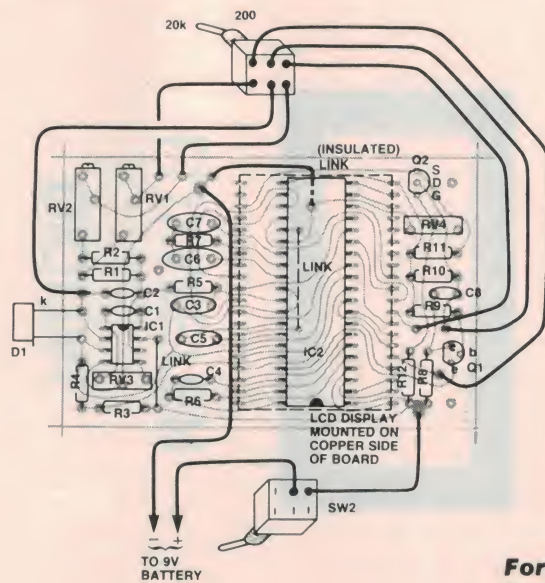 20k 200
(INSULATED)
LINK
Q2
S
D
G
RV2
RV1
C7
R7
RV4
R2
C6
R11
R1
R5
LINK
R10
k
C2
C3
C8
C1
R9
IC1
D1
C5
IC2
LINK
b
e
Q1
R4
RV3
C4
R12
R8
R3
R6
LCD DISPLAY
MOUNTED ON
COPPER SIDE
OF BOARD
SW2
– +
TO 9V
BATTERY
For